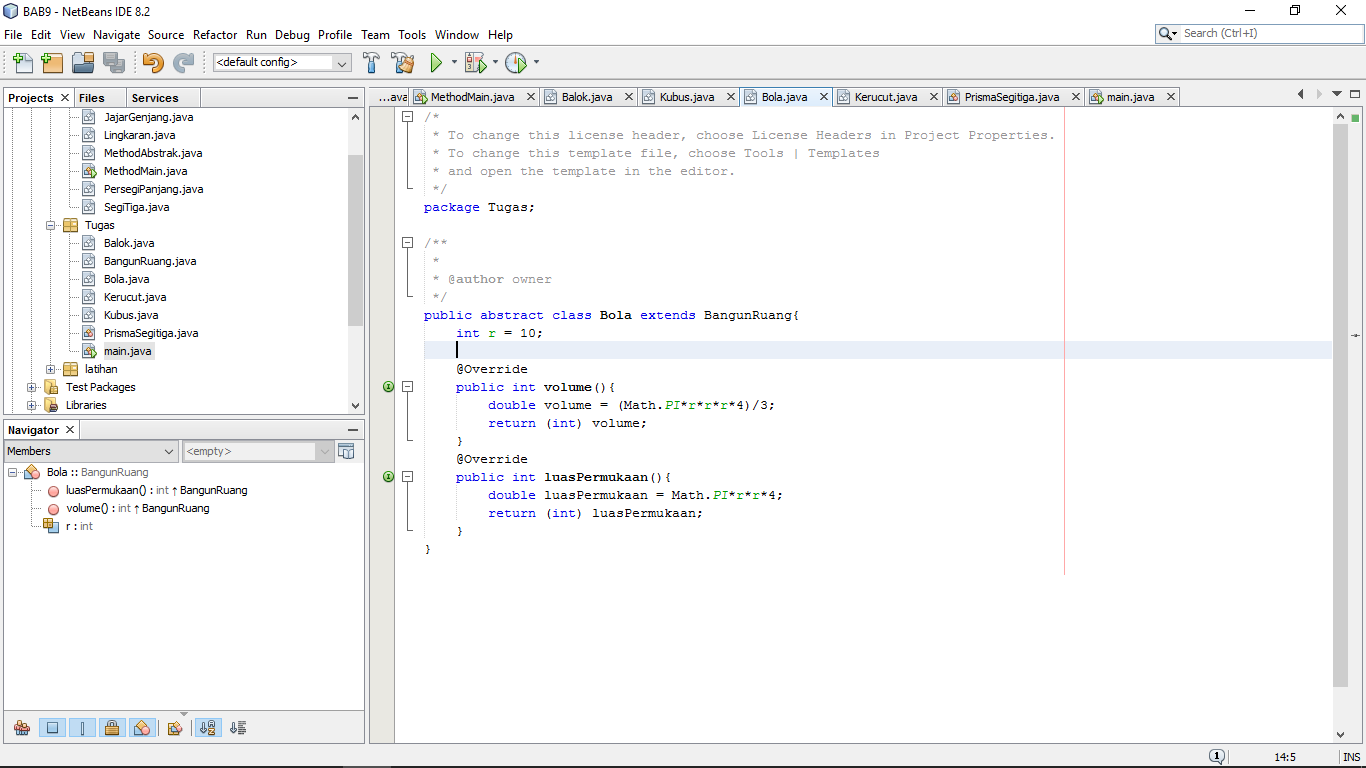 BAB9 - NetBeans IDE 8.2
File Edit View Navigate Source Refactor Run Debug Profile Team Tools Window Help
Search (Ctrl+I)
<default config>
Projects Files Services
JajarGenjang.java
Lingkaran.java
MethodAbstrak.java
MethodMain.java
PersegiPanjang.java
SegiTiga.java
Tugas
Balok.java
BangunRuang.java
Bola.java
Kerucut.java
Kubus.java
PrismaSegitiga.java
main.java
latihan
Test Packages
Libraries
Navigator
Members <empty>
Bola :: BangunRuang
luasPermukaan() : int ↑ BangunRuang
volume() : int ↑ BangunRuang
r : int
...ava MethodMain.java Balok.java Kubus.java Bola.java Kerucut.java PrismaSegitiga.java main.java
/*
 * To change this license header, choose License Headers in Project Properties.
 * To change this template file, choose Tools | Templates
 * and open the template in the editor.
 */
package Tugas;
/**
 *
 * @author owner
 */
public abstract class Bola extends BangunRuang{
    int r = 10;
    @Override
    public int volume(){
        double volume = (Math.PI*r*r*r*4)/3;
        return (int) volume;
    }
    @Override
    public int luasPermukaan(){
        double luasPermukaan = Math.PI*r*r*4;
        return (int) luasPermukaan;
    }
}
1 14:5 INS